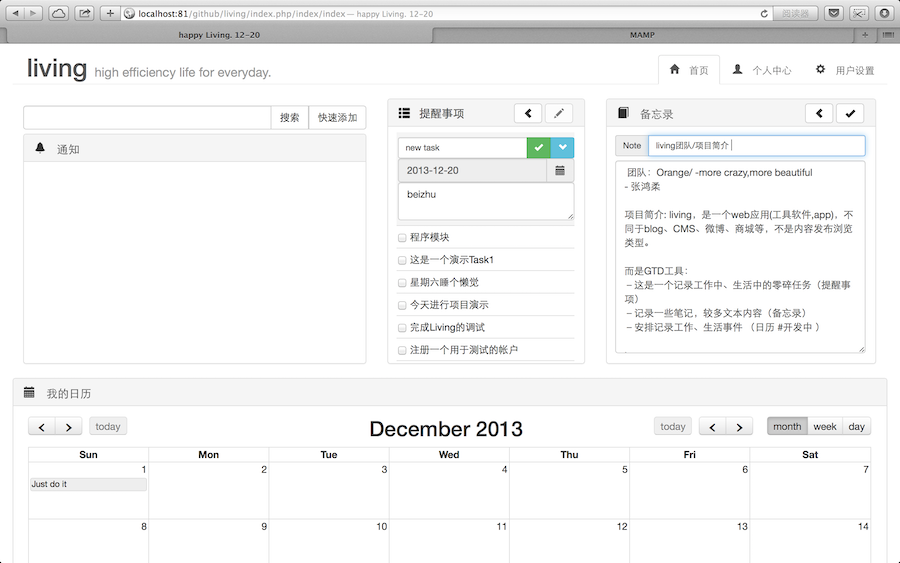 localhost:81/github/living/index.php/index/index — happy Living. 12-20
阅读器
happy Living. 12-20
MAMP
living high efficiency life for everyday.
首页
个人中心
用户设置
搜索
快速添加
通知
提醒事项
new task
2013-12-20
beizhu
程序模块
这是一个演示Task1
星期六睡个懒觉
今天进行项目演示
完成Living的调试
注册一个用于测试的帐户
备忘录
Note living团队/项目简介
团队：Orange/ -more crazy,more beautiful
- 张鸿柔
项目简介: living，是一个web应用(工具软件,app)，不
同于blog、CMS、微博、商城等，不是内容发布浏览
类型。
而是GTD工具：
－这是一个记录工作中、生活中的零碎任务（提醒事
项）
－记录一些笔记，较多文本内容（备忘录）
－安排记录工作、生活事件 （日历 #开发中 ）
我的日历
today
December 2013
today
month week day
Sun Mon Tue Wed Thu Fri Sat
1 2 3 4 5 6 7
Just do it
8 9 10 11 12 13 14